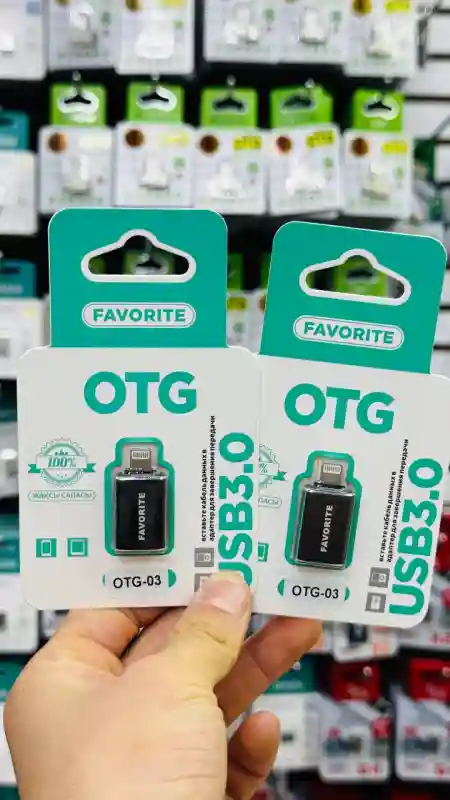 FAVORITE
OTG
100%
ЖАҚСЫ САПАСЫ
FAVORITE
вставьте кабель данных в
адаптер для завершения передачи
USB3.0
OTG-03
FAVORITE
OTG
FAVORITE
вставьте кабель данных в
адаптер для завершения передачи
USB3.0
OTG-03